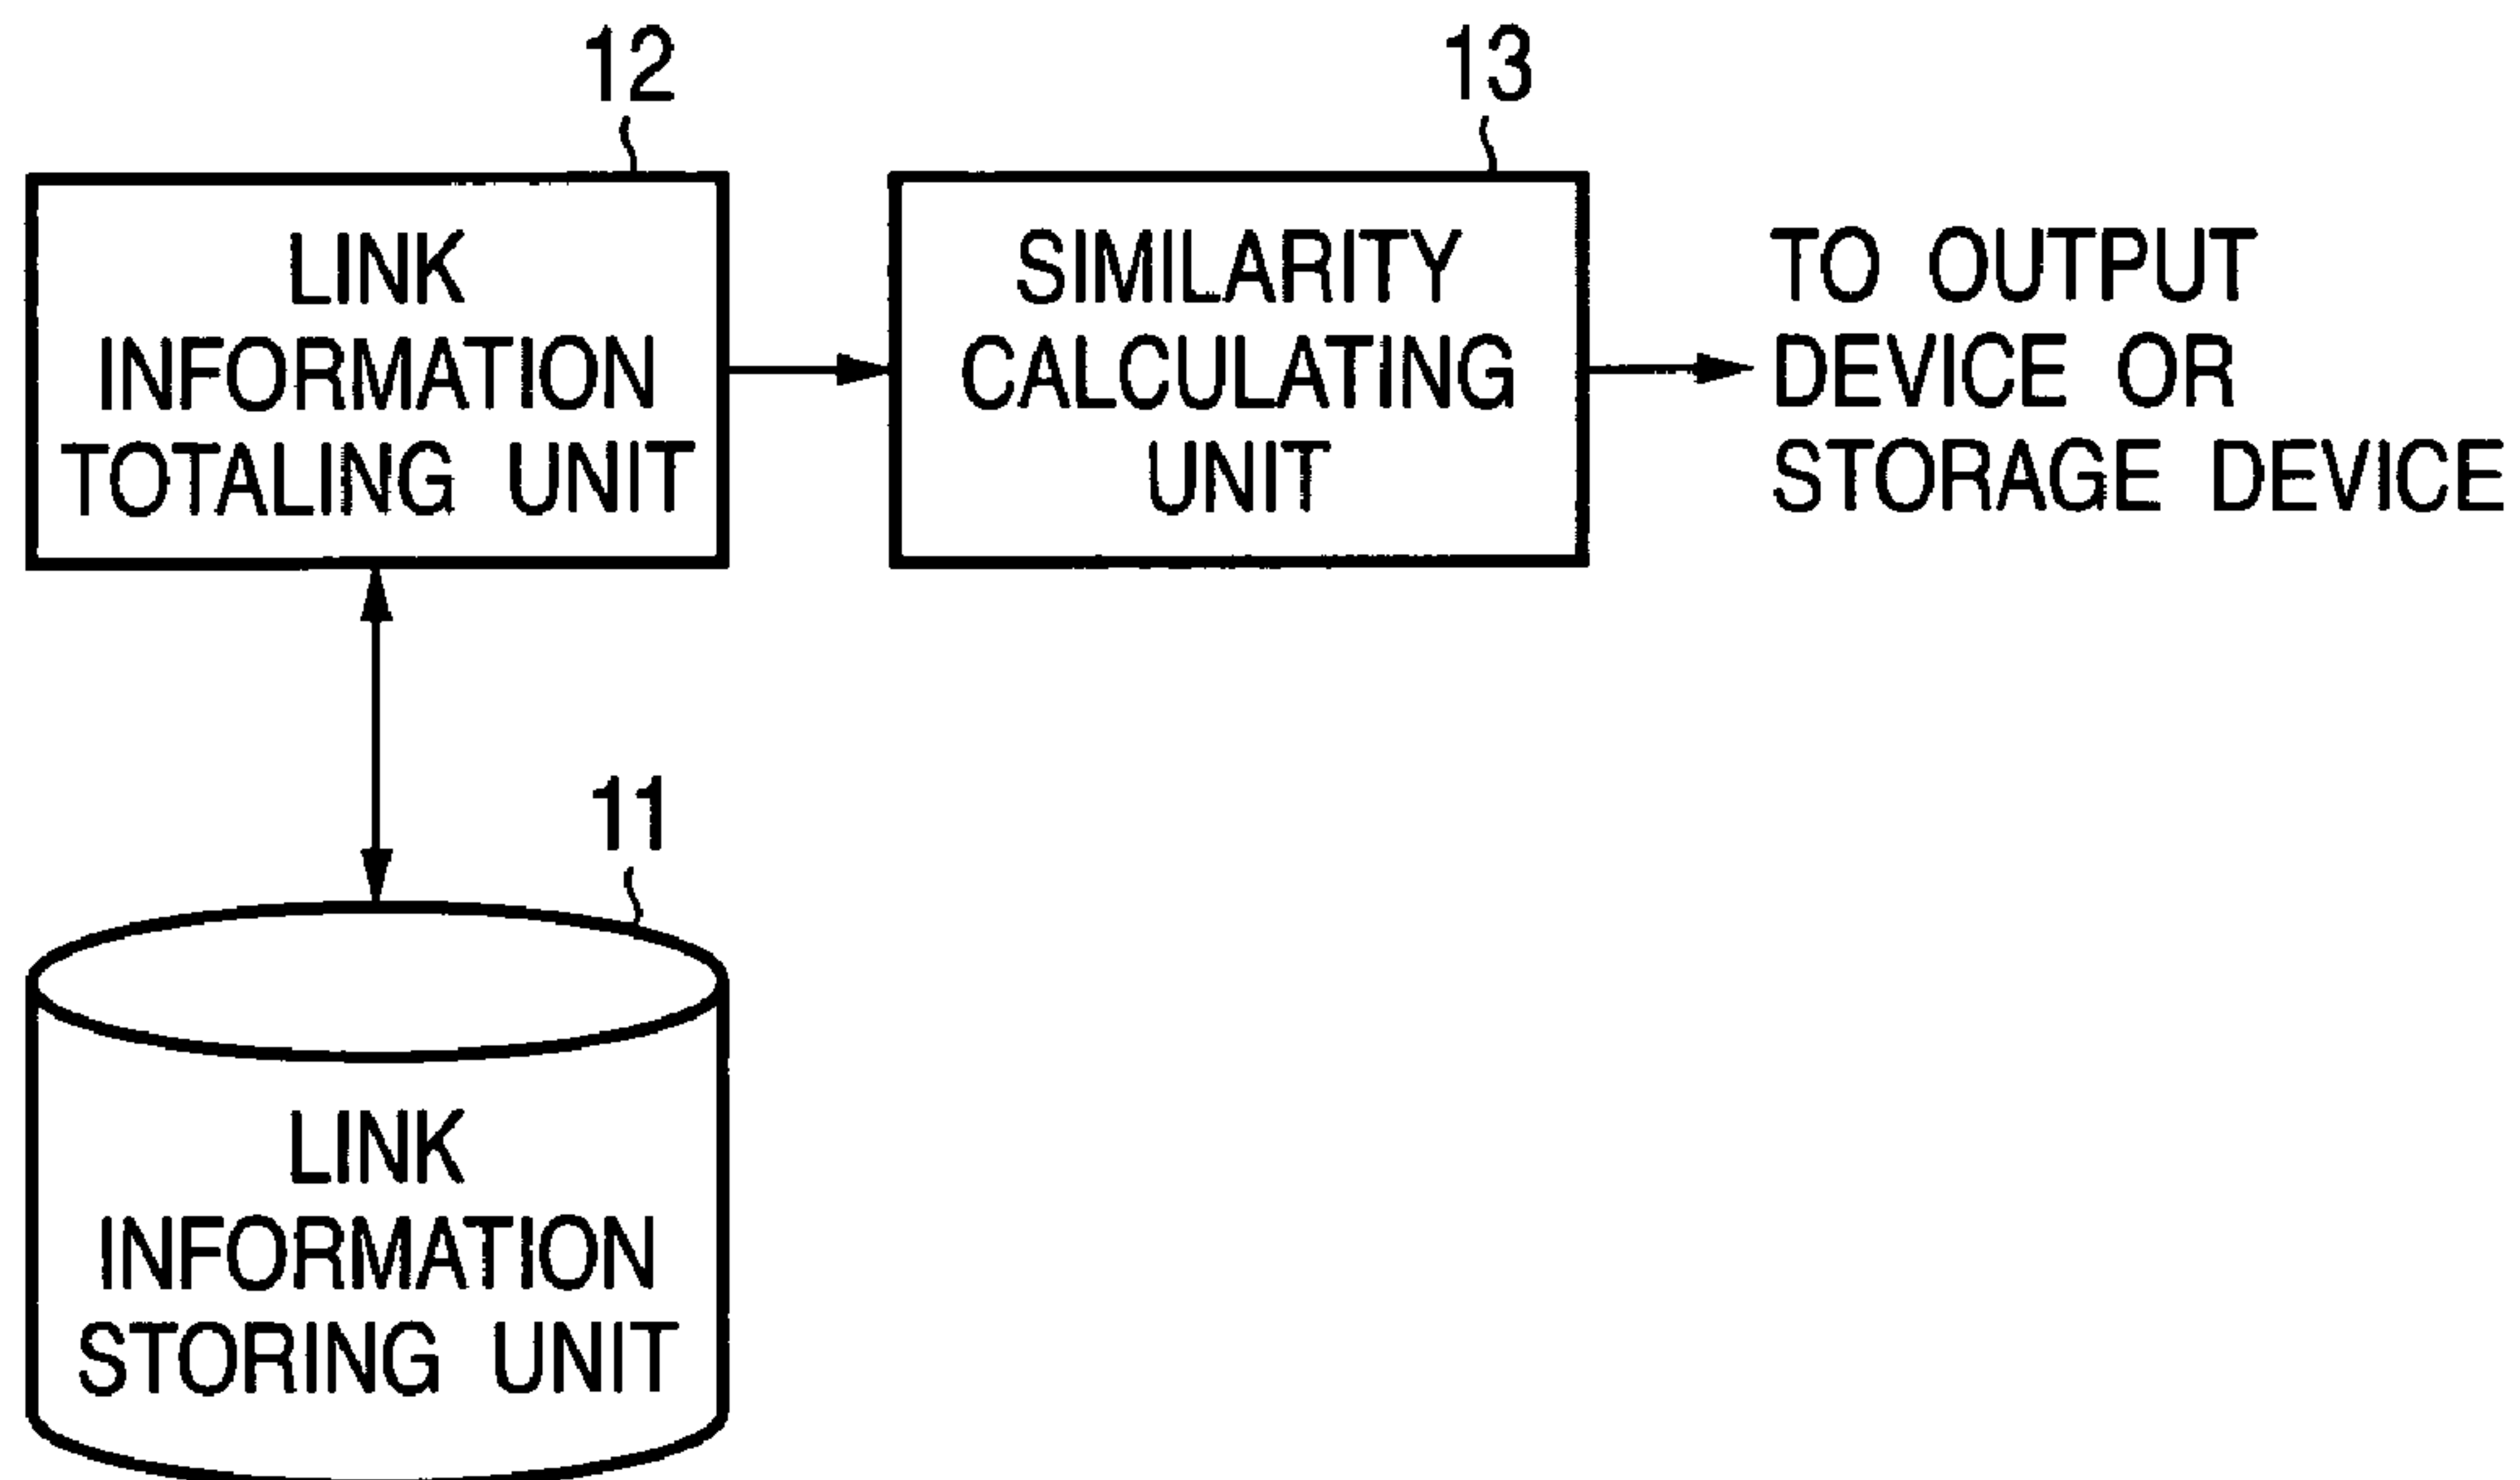 12
LINK
INFORMATION
TOTALING UNIT
13
SIMILARITY
CALCULATING
UNIT
TO OUTPUT
DEVICE OR
STORAGE DEVICE
11
LINK
INFORMATION
STORING UNIT